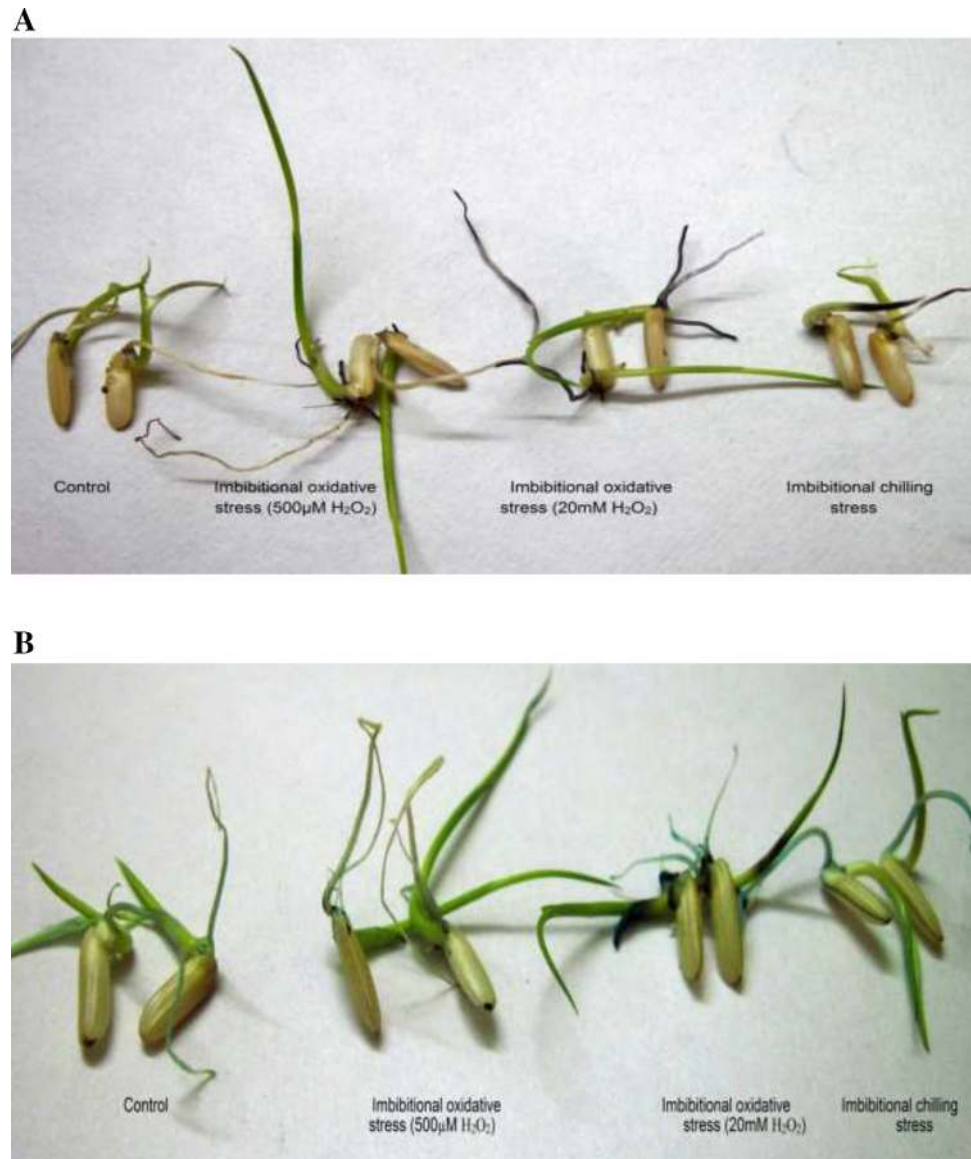 A
Control
Imbibitional oxidative
stress (500µM H₂O₂)
Imbibitional oxidative
stress (20mM H₂O₂)
Imbibitional chilling
stress
B
Control
Imbibitional oxidative
stress (500µM H₂O₂)
Imbibitional oxidative
stress (20mM H₂O₂)
Imbibitional chilling
stress